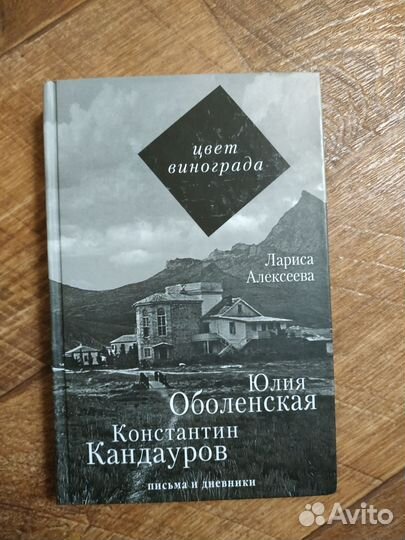 цвет
винограда
Лариса
Алексеева
Юлия
Оболенская
Константин
Кандауров
письма и дневники
Avito